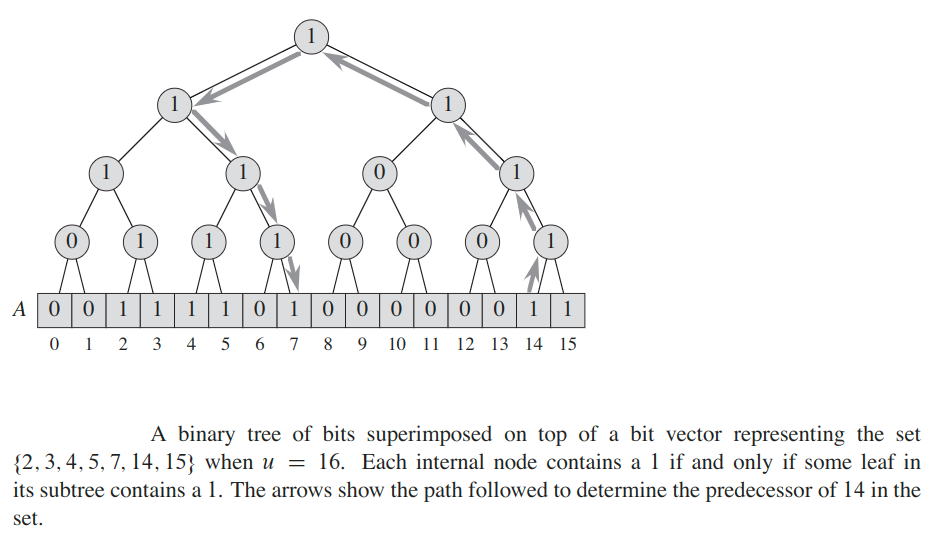 1
1 1
1 1 0 1
0 1 1 1 0 0 0 1
A 0 0 1 1 1 1 0 1 0 0 0 0 0 0 1 1
0 1 2 3 4 5 6 7 8 9 10 11 12 13 14 15
A binary tree of bits superimposed on top of a bit vector representing the set
{2, 3, 4, 5, 7, 14, 15} when u = 16. Each internal node contains a 1 if and only if some leaf in
its subtree contains a 1. The arrows show the path followed to determine the predecessor of 14 in the
set.